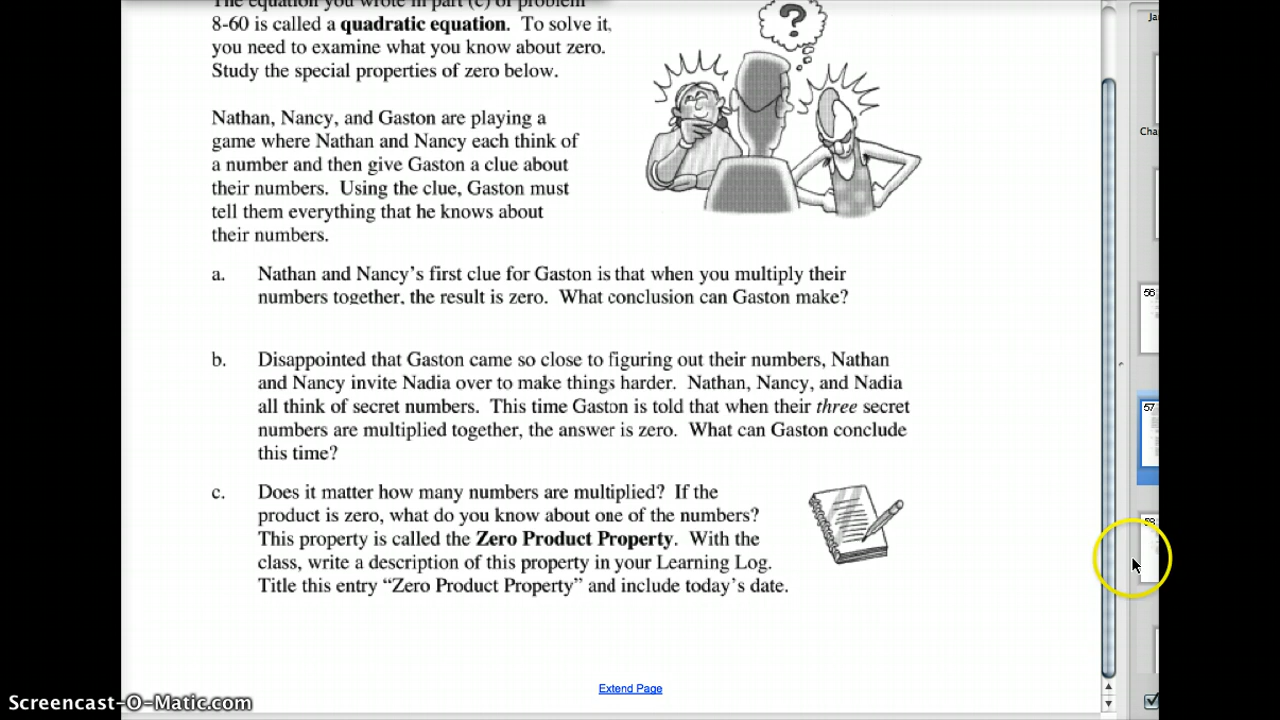 The equation you wrote in part (c) of problem
8-60 is called a quadratic equation. To solve it,
you need to examine what you know about zero.
Study the special properties of zero below.
?
Nathan, Nancy, and Gaston are playing a
game where Nathan and Nancy each think of
a number and then give Gaston a clue about
their numbers. Using the clue, Gaston must
tell them everything that he knows about
their numbers.
a. Nathan and Nancy's first clue for Gaston is that when you multiply their
numbers together, the result is zero. What conclusion can Gaston make?
b. Disappointed that Gaston came so close to figuring out their numbers, Nathan
and Nancy invite Nadia over to make things harder. Nathan, Nancy, and Nadia
all think of secret numbers. This time Gaston is told that when their three secret
numbers are multiplied together, the answer is zero. What can Gaston conclude
this time?
c. Does it matter how many numbers are multiplied? If the
product is zero, what do you know about one of the numbers?
This property is called the Zero Product Property. With the
class, write a description of this property in your Learning Log.
Title this entry “Zero Product Property” and include today's date.
Extend Page
Ja
Cha
56
57
58
Screencast-O-Matic.com